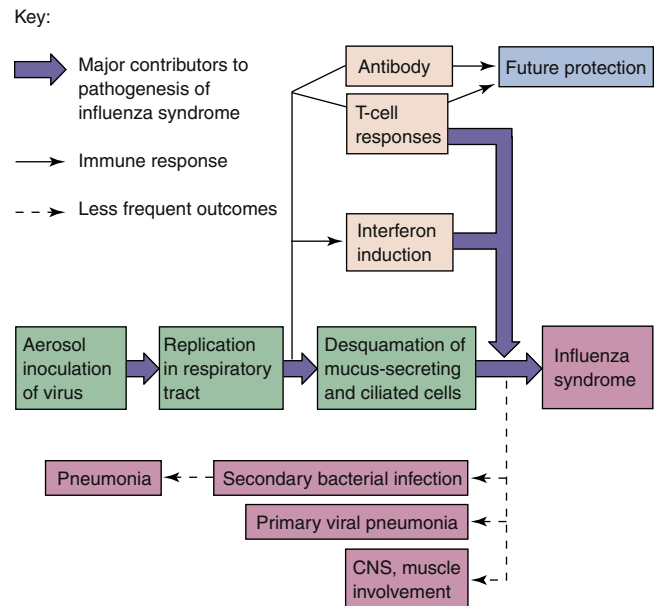 Key:
Major contributors to
pathogenesis of
influenza syndrome
Immune response
Less frequent outcomes
Antibody
Future protection
T-cell
responses
Interferon
induction
Aerosol
inoculation
of virus
Replication
in respiratory
tract
Desquamation of
mucus-secreting
and ciliated cells
Influenza
syndrome
Pneumonia
Secondary bacterial infection
Primary viral pneumonia
CNS, muscle
involvement